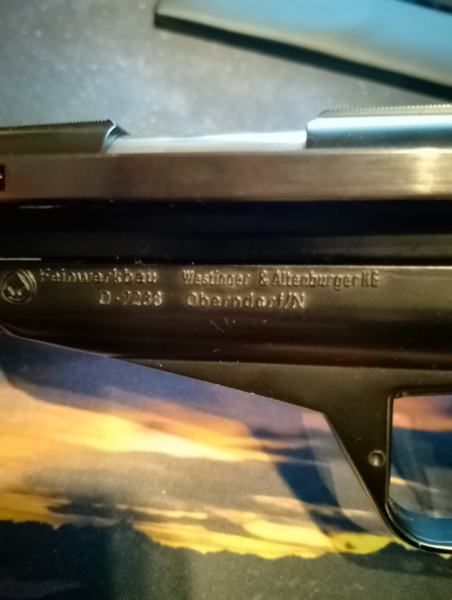 Feinwerkbau Westinger & Altenburger KG
D-7238 Oberndorf/N